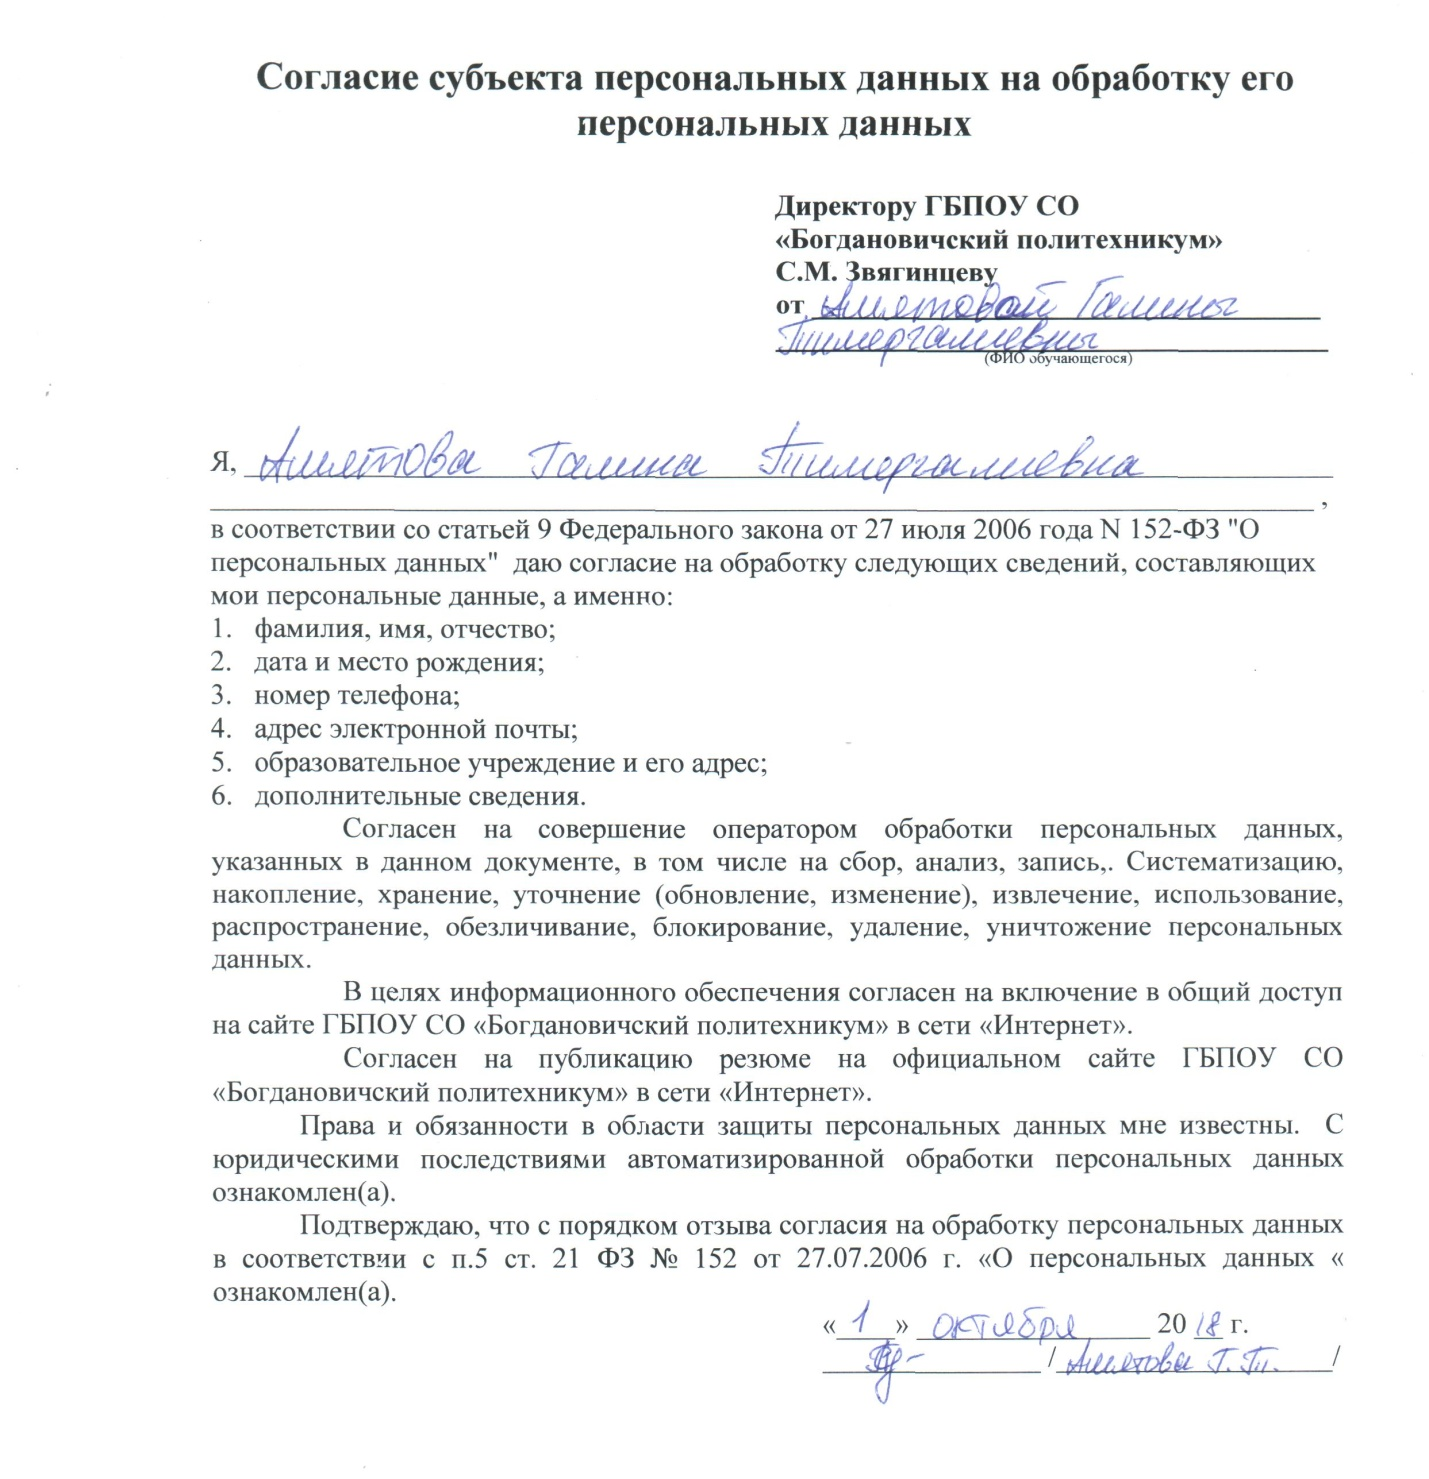 Согласие субъекта персональных данных на обработку его
персональных данных
Директору ГБПОУ СО
«Богдановичский политехникум»
С.М. Звягинцеву
от Ахметовой Галины
Тимергалиевны
(ФИО обучающегося)
Я, Ахметова Галина Тимергалиевна
,
в соответствии со статьей 9 Федерального закона от 27 июля 2006 года N 152-ФЗ "О
персональных данных" даю согласие на обработку следующих сведений, составляющих
мои персональные данные, а именно:
1. фамилия, имя, отчество;
2. дата и место рождения;
3. номер телефона;
4. адрес электронной почты;
5. образовательное учреждение и его адрес;
6. дополнительные сведения.
Согласен на совершение оператором обработки персональных данных,
указанных в данном документе, в том числе на сбор, анализ, запись,. Систематизацию,
накопление, хранение, уточнение (обновление, изменение), извлечение, использование,
распространение, обезличивание, блокирование, удаление, уничтожение персональных
данных.
В целях информационного обеспечения согласен на включение в общий доступ
на сайте ГБПОУ СО «Богдановичский политехникум» в сети «Интернет».
Согласен на публикацию резюме на официальном сайте ГБПОУ СО
«Богдановичский политехникум» в сети «Интернет».
Права и обязанности в области защиты персональных данных мне известны. С
юридическими последствиями автоматизированной обработки персональных данных
ознакомлен(а).
Подтверждаю, что с порядком отзыва согласия на обработку персональных данных
в соответствии с п.5 ст. 21 ФЗ № 152 от 27.07.2006 г. «О персональных данных «
ознакомлен(а).
« 1 » октября 20 18 г.
/ Ахметова Г.Т. /